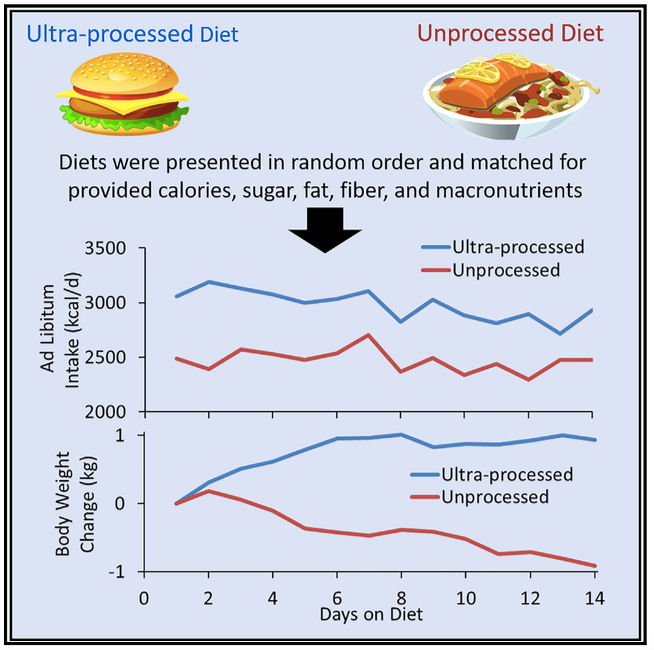 Ultra-processed Diet
Unprocessed Diet
Diets were presented in random order and matched for
provided calories, sugar, fat, fiber, and macronutrients
3500
3000
2500
2000
Ad Libitum
Intake (kcal/d)
Ultra-processed
Unprocessed
1
0
-1
Body Weight
Change (kg)
Ultra-processed
Unprocessed
0 2 4 6 8 10 12 14
Days on Diet